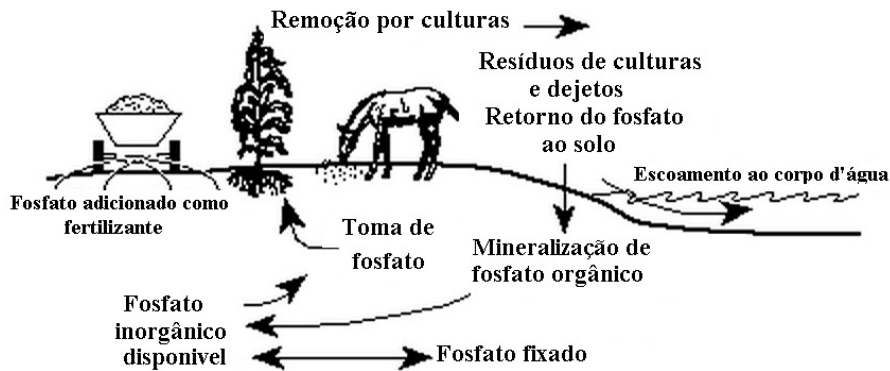 Remoção por culturas
Resíduos de culturas
e dejetos
Retorno do fosfato
ao solo
Escoamento ao corpo d'água
Fosfato adicionado como
fertilizante
Toma de
fosfato
Mineralização de
fosfato orgânico
Fosfato
inorgânico
disponivel
Fosfato fixado